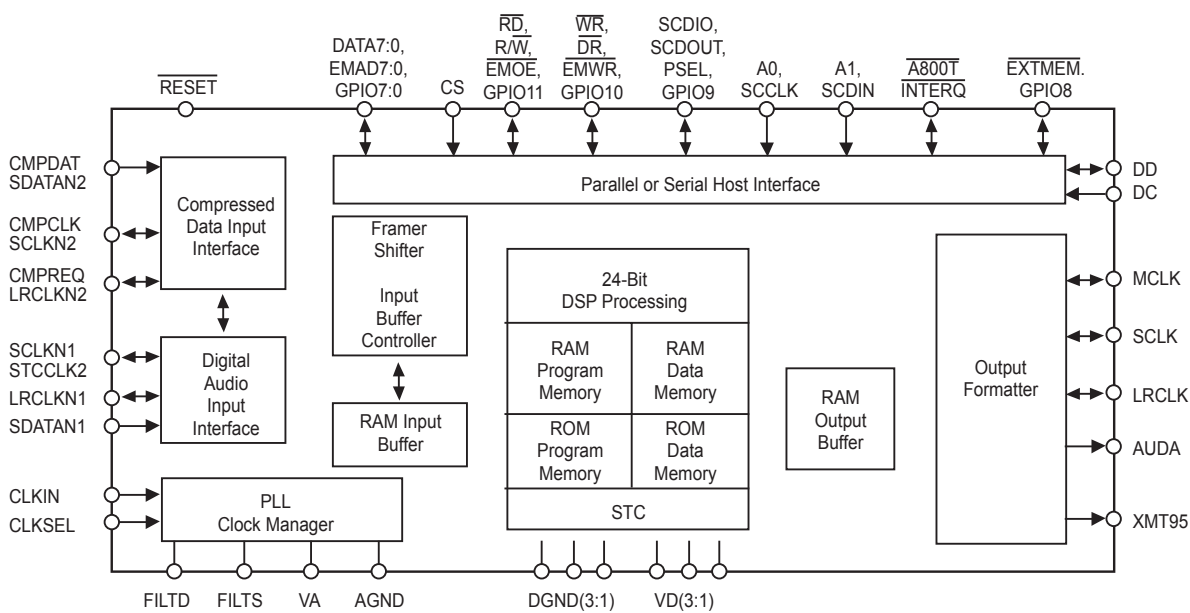 DATA7:0,
EMAD7:0,
GPIO7:0
RD,
R/W,
EMOE,
GPIO11
WR,
DR,
EMWR,
GPIO10
SCDIO,
SCDOUT,
PSEL,
GPIO9
RESET
CS
A0,
SCCLK
A1,
SCDIN
A800T
INTERQ
EXTMEM.
GPIO8
CMPDAT
SDATAN2
CMPCLK
SCLKN2
CMPREQ
LRCLKN2
SCLKN1
STCCLK2
LRCLKN1
SDATAN1
CLKIN
CLKSEL
Compressed
Data Input
Interface
Digital
Audio
Input
Interface
PLL
Clock Manager
Parallel or Serial Host Interface
Framer
Shifter
Input
Buffer
Controller
RAM Input
Buffer
24-Bit
DSP Processing
RAM
Program
Memory
RAM
Data
Memory
ROM
Program
Memory
ROM
Data
Memory
STC
RAM
Output
Buffer
Output
Formatter
DD
DC
MCLK
SCLK
LRCLK
AUDA
XMT95
FILTD
FILTS
VA
AGND
DGND(3:1)
VD(3:1)